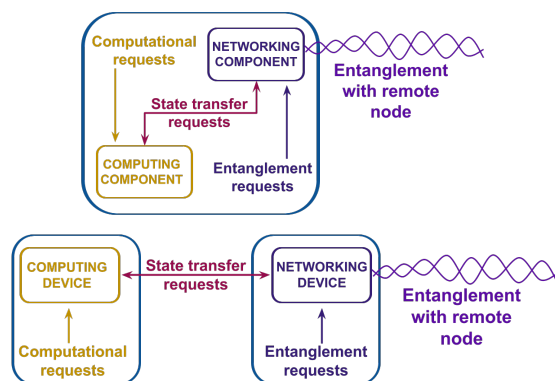 Computational
requests
NETWORKING
COMPONENT
Entanglement
with remote
node
State transfer
requests
COMPUTING
COMPONENT
Entanglement
requests
COMPUTING
DEVICE
State transfer
requests
NETWORKING
DEVICE
Entanglement
with remote
node
Computational
requests
Entanglement
requests